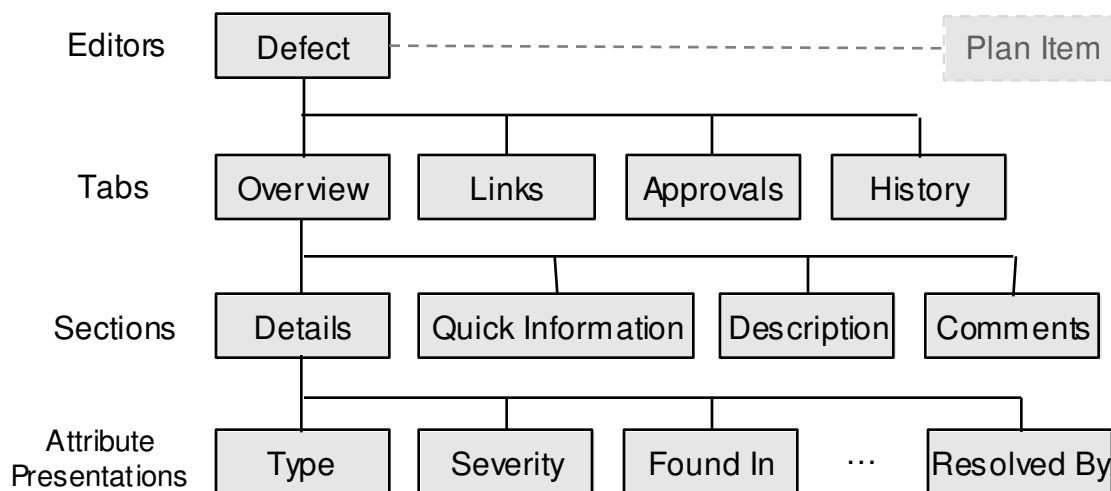 Editors
Defect
Plan Item
Tabs
Overview
Links
Approvals
History
Sections
Details
Quick Information
Description
Comments
Attribute
Presentations
Type
Severity
Found In
...
Resolved By